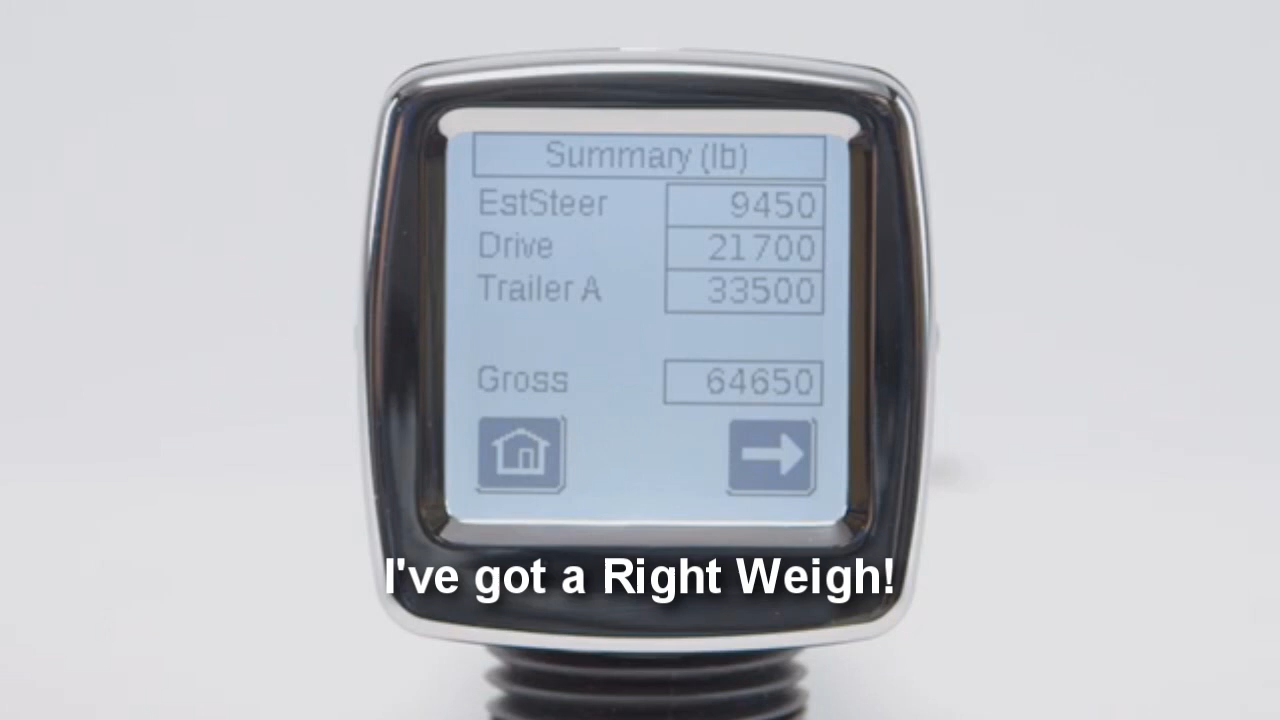 Summary (lb)
EstSteer 9450
Drive 21700
Trailer A 33500
Gross 64650
I've got a Right Weigh!